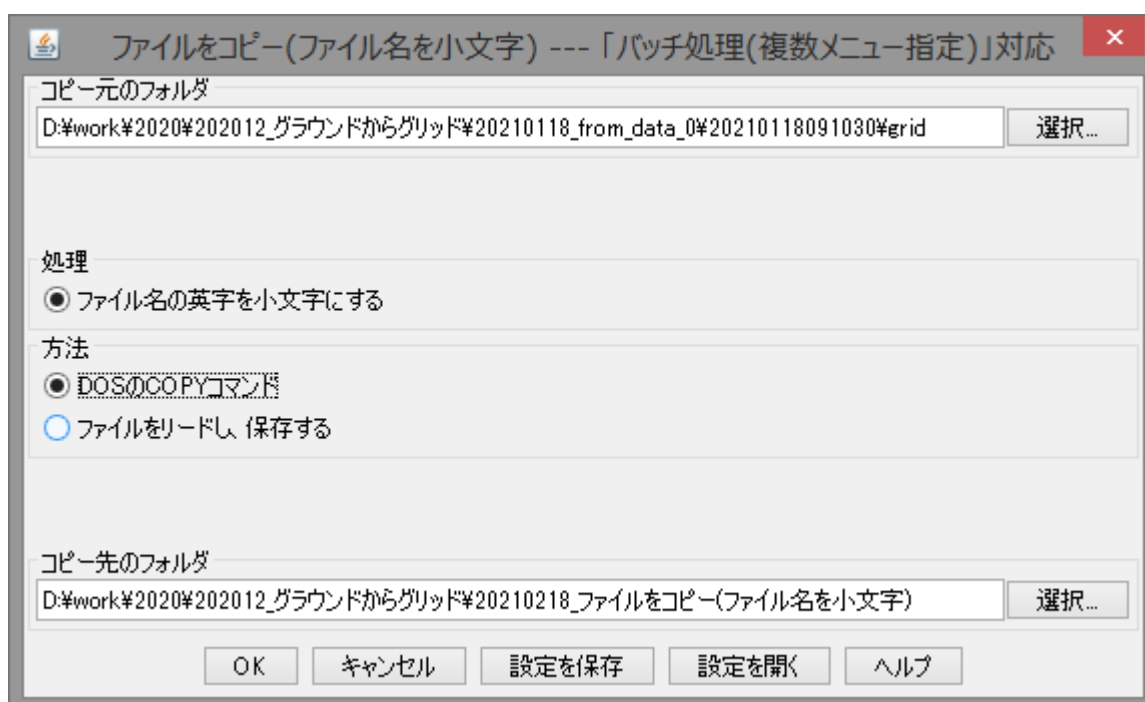 ファイルをコピー(ファイル名を小文字) --- 「バッチ処理(複数メニュー指定)」対応
コピー元のフォルダ
D:¥work¥2020¥202012_グラウンドからグリッド¥20210118_from_data_0¥20210118091030¥grid
選択...
処理
ファイル名の英字を小文字にする
方法
DOSのCOPYコマンド
ファイルをリードし、保存する
コピー先のフォルダ
D:¥work¥2020¥202012_グラウンドからグリッド¥20210218_ファイルをコピー(ファイル名を小文字)
選択...
OK キャンセル 設定を保存 設定を開く ヘルプ